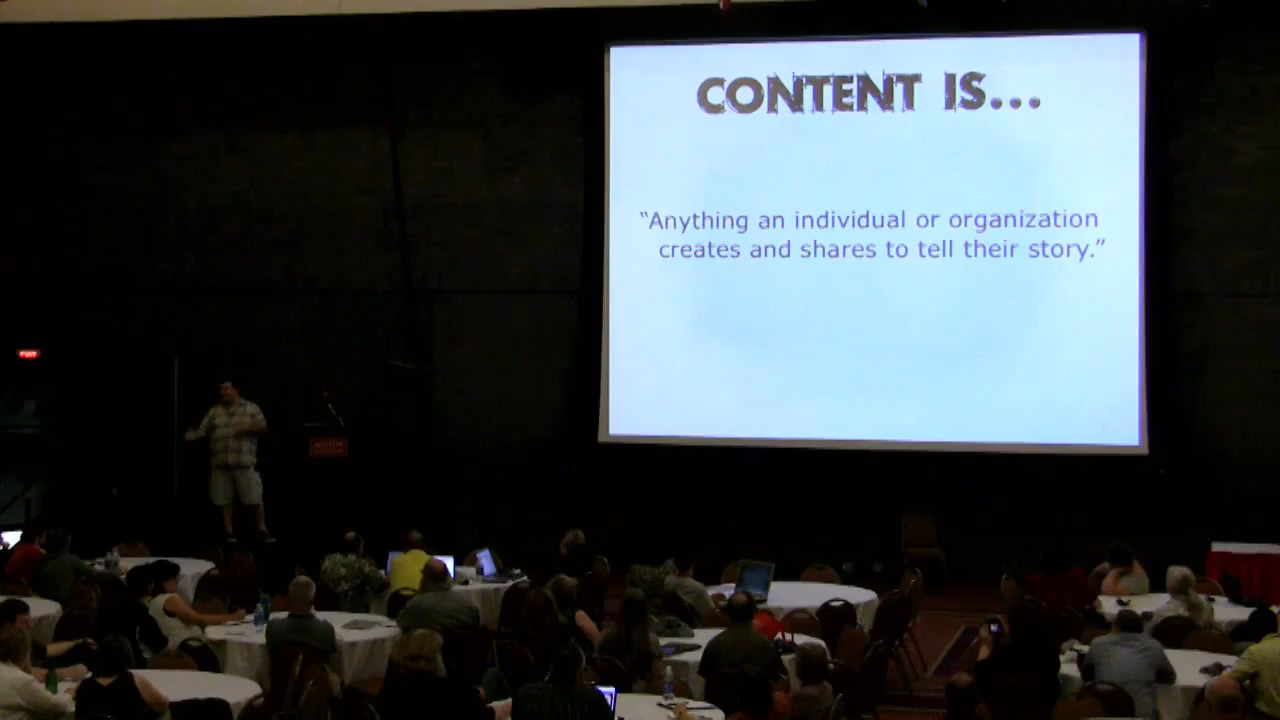 CONTENT IS...
“Anything an individual or organization
creates and shares to tell their story.”